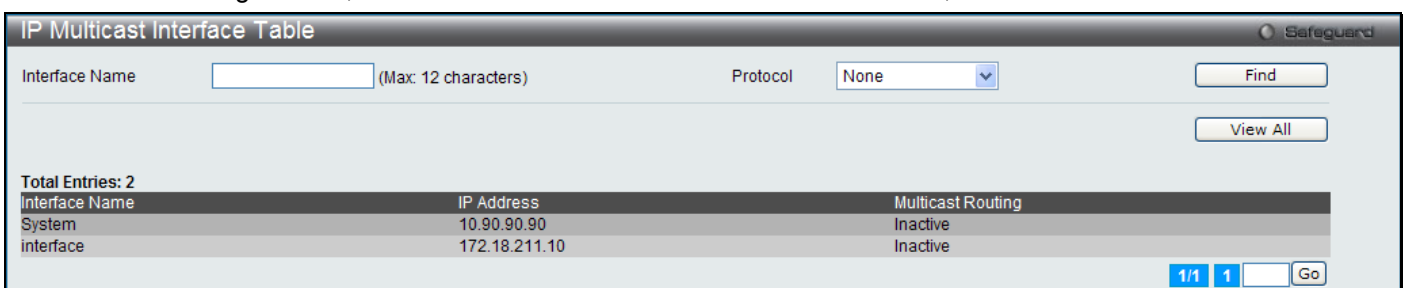 IP Multicast Interface Table Safeguard
Interface Name (Max: 12 characters) Protocol None Find
View All
Total Entries: 2
Interface Name IP Address Multicast Routing
System 10.90.90.90 Inactive
interface 172.18.211.10 Inactive
1/1 1 Go